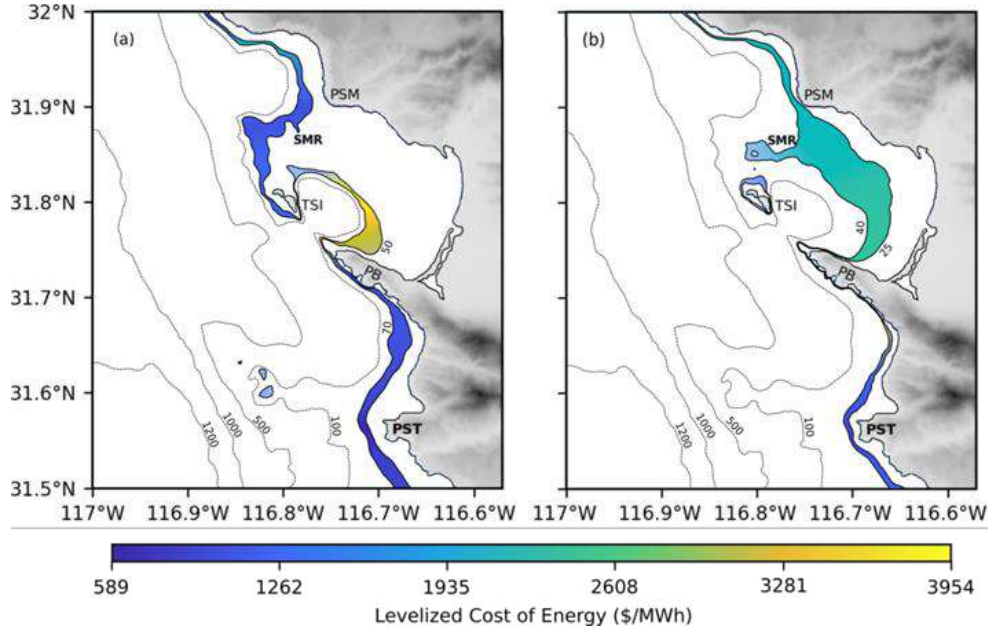 32°N
(a)
(b)
PSM
PSM
31.9°N
SMR
SMR
31.8°N
TSI
TSI
50
40
25
PB
PB
31.7°N
70
31.6°N
1200
1000
500
100
PST
1200
1000
500
100
PST
31.5°N
117°W 116.9°W 116.8°W 116.7°W 116.6°W
117°W 116.9°W 116.8°W 116.7°W 116.6°W
589 1262 1935 2608 3281 3954
Levelized Cost of Energy ($/MWh)